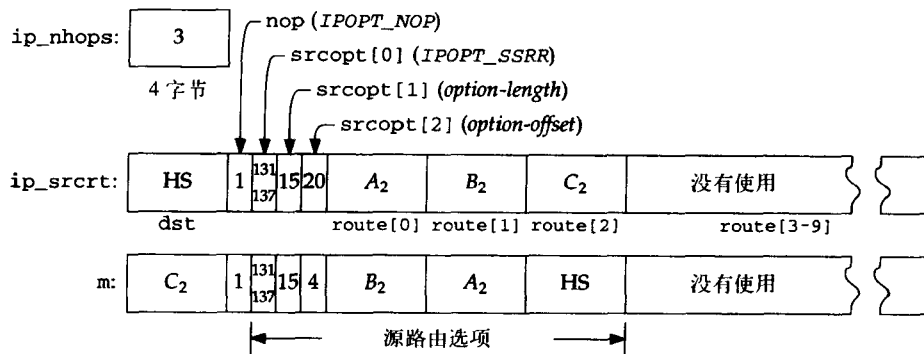 nop (IPOPT_NOP)
ip_nhops: 3
srcopt[0] (IPOPT_SSRR)
4字节
srcopt[1] (option-length)
srcopt[2] (option-offset)
ip_srcrt: HS 1 131 137 15 20 A2 B2 C2 没有使用
dst route[0] route[1] route[2] route[3-9]
m: C2 1 131 137 15 4 B2 A2 HS 没有使用
源路由选项